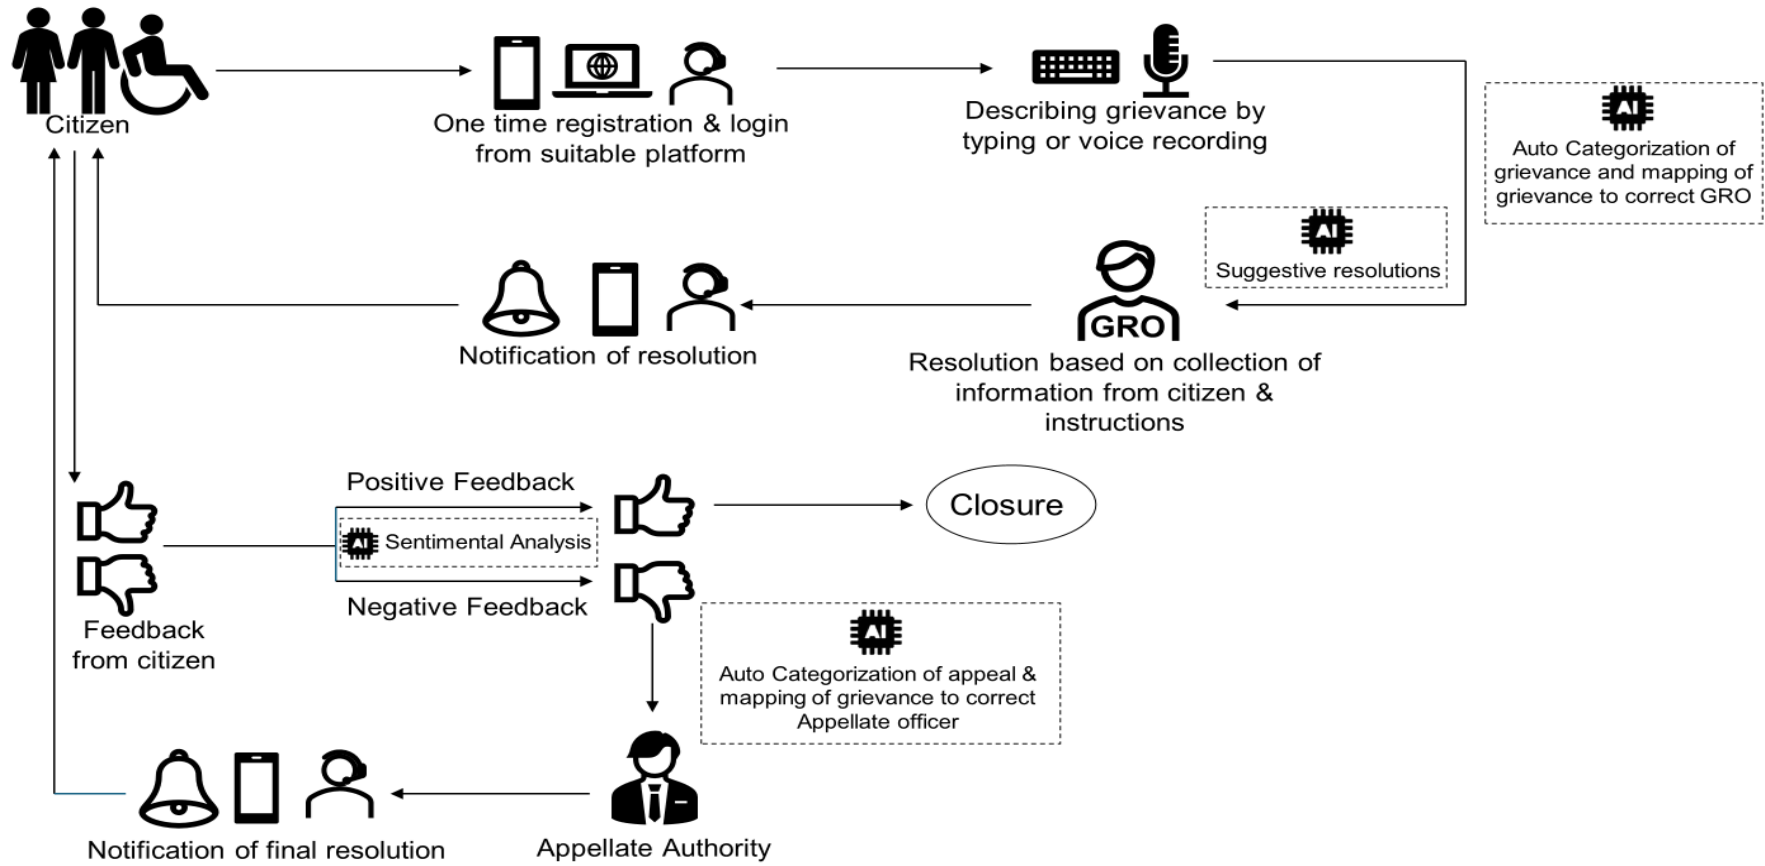 Citizen
One time registration & login
from suitable platform
Describing grievance by
typing or voice recording
AI
Auto Categorization of
grievance and mapping of
grievance to correct GRO
AI
Suggestive resolutions
GRO
Resolution based on collection of
information from citizen &
instructions
Notification of resolution
Feedback
from citizen
Positive Feedback
AI Sentimental Analysis
Negative Feedback
Closure
AI
Auto Categorization of appeal &
mapping of grievance to correct
Appellate officer
Appellate Authority
Notification of final resolution